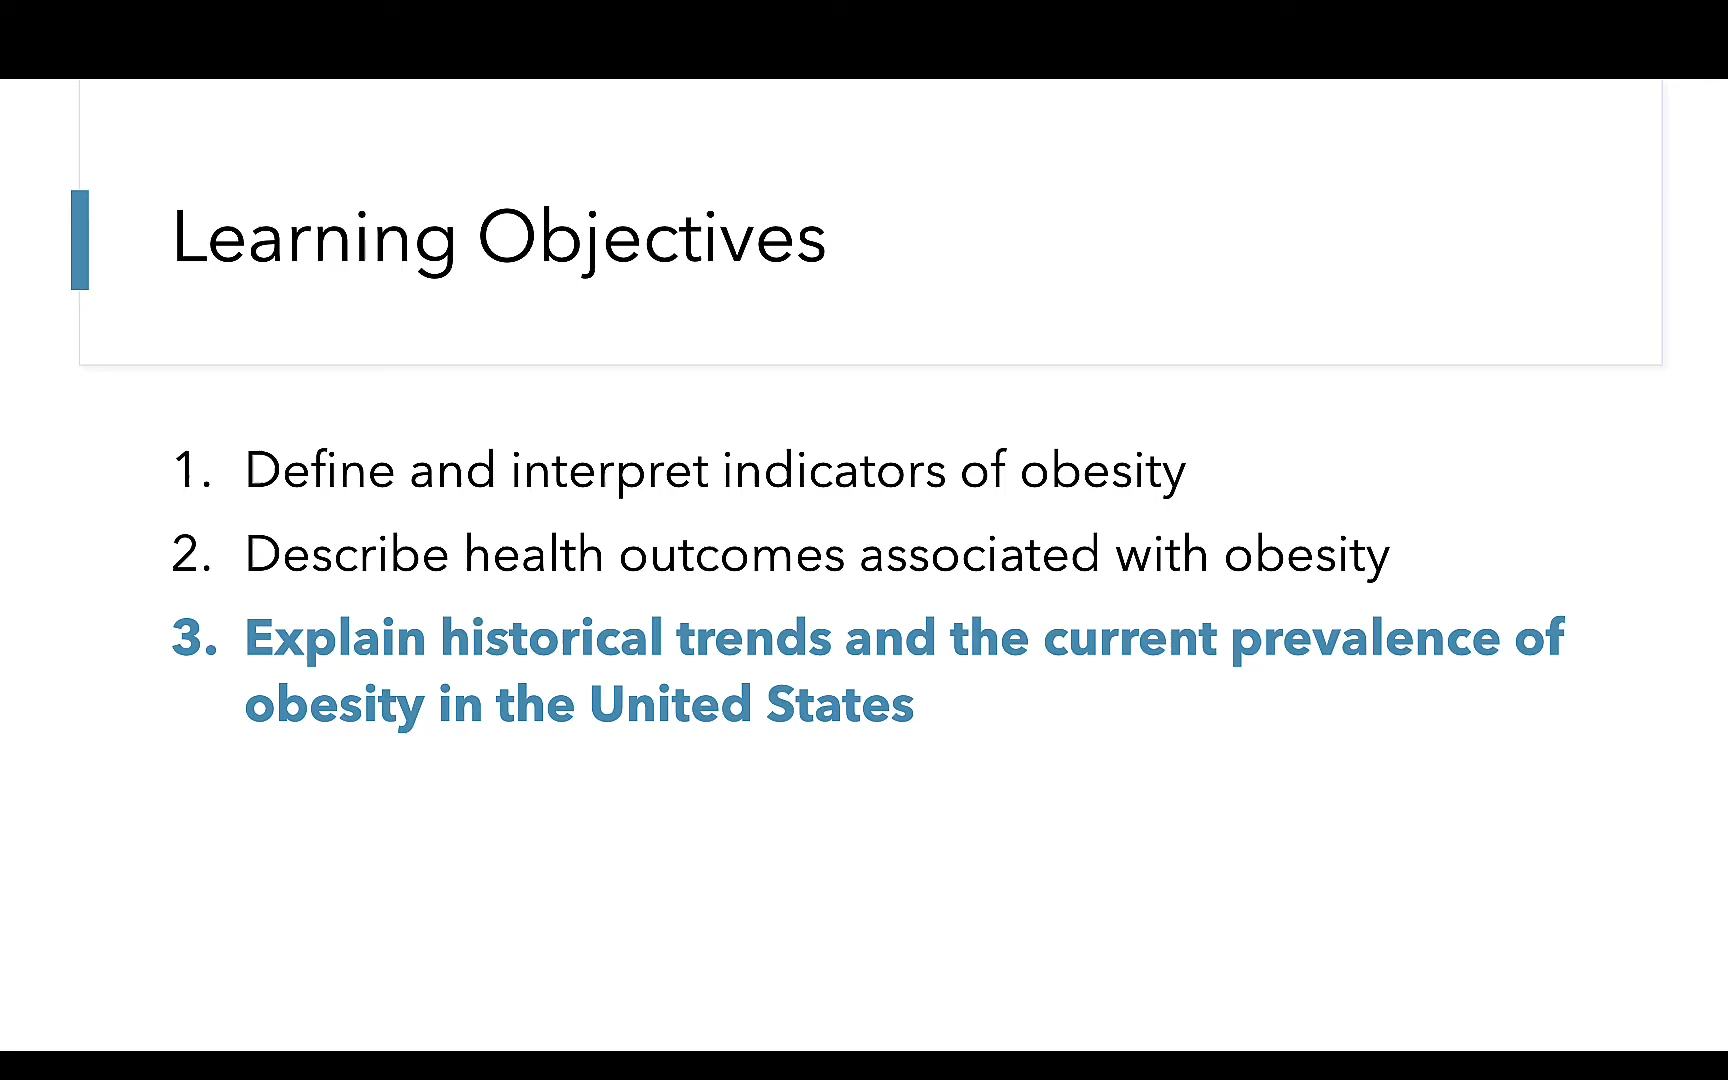 Learning Objectives
1. Define and interpret indicators of obesity
2. Describe health outcomes associated with obesity
3. Explain historical trends and the current prevalence of
obesity in the United States